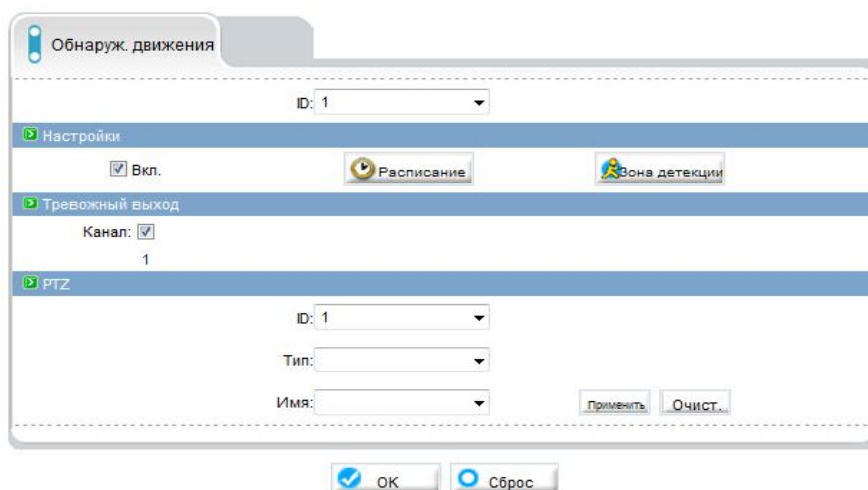 Обнаруж. движения
ID: 1
Настройки
Вкл. Расписание Зона детекции
Тревожный выход
Канал:
1
PTZ
ID: 1
Тип:
Имя: Применить Очист.
OK Сброс